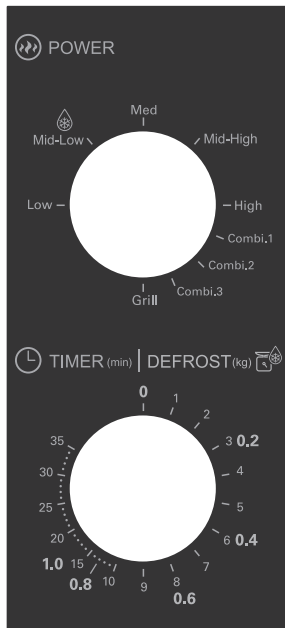 POWER
Med
Mid-Low
Mid-High
Low
High
Combi.1
Combi.2
Combi.3
Grill
TIMER (min) | DEFROST (kg)
0
1
2
3 0.2
4
5
6 0.4
7
8
0.6
9
10
0.8
15
1.0
20
25
30
35